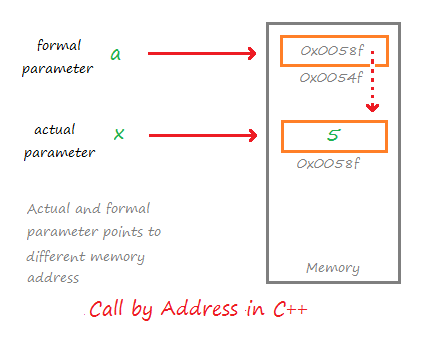 formal
parameter
a
0x0058f
0x0054f
actual
parameter
x
5
0x0058f
Actual and formal
parameter points to
different memory
address
Memory
Call by Address in C++